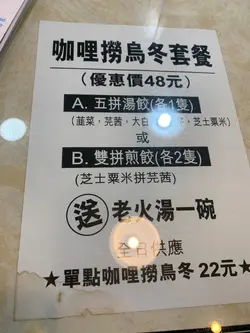 咖哩撈烏冬套餐
(優惠價48元)
A. 五拼湯餃(各1隻)
(韮菜，芫茜，大白，芝士粟米)
或
B. 雙拼煎餃(各2隻)
(芝士粟米拼芫茜)
送 老火湯一碗
全日供應
★單點咖哩撈烏冬 22元★